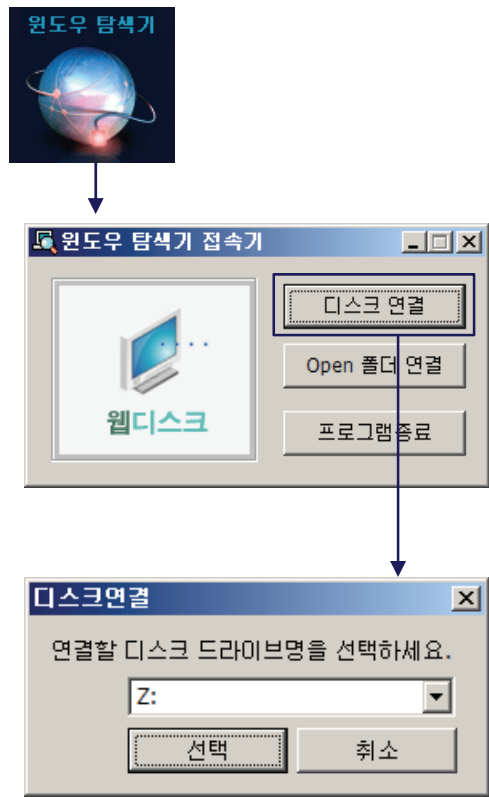 윈도우 탐색기
윈도우 탐색기 접속기
웹디스크
디스크 연결
Open 폴더 연결
프로그램종료
디스크연결
연결할 디스크 드라이브명을 선택하세요.
Z:
선택 취소